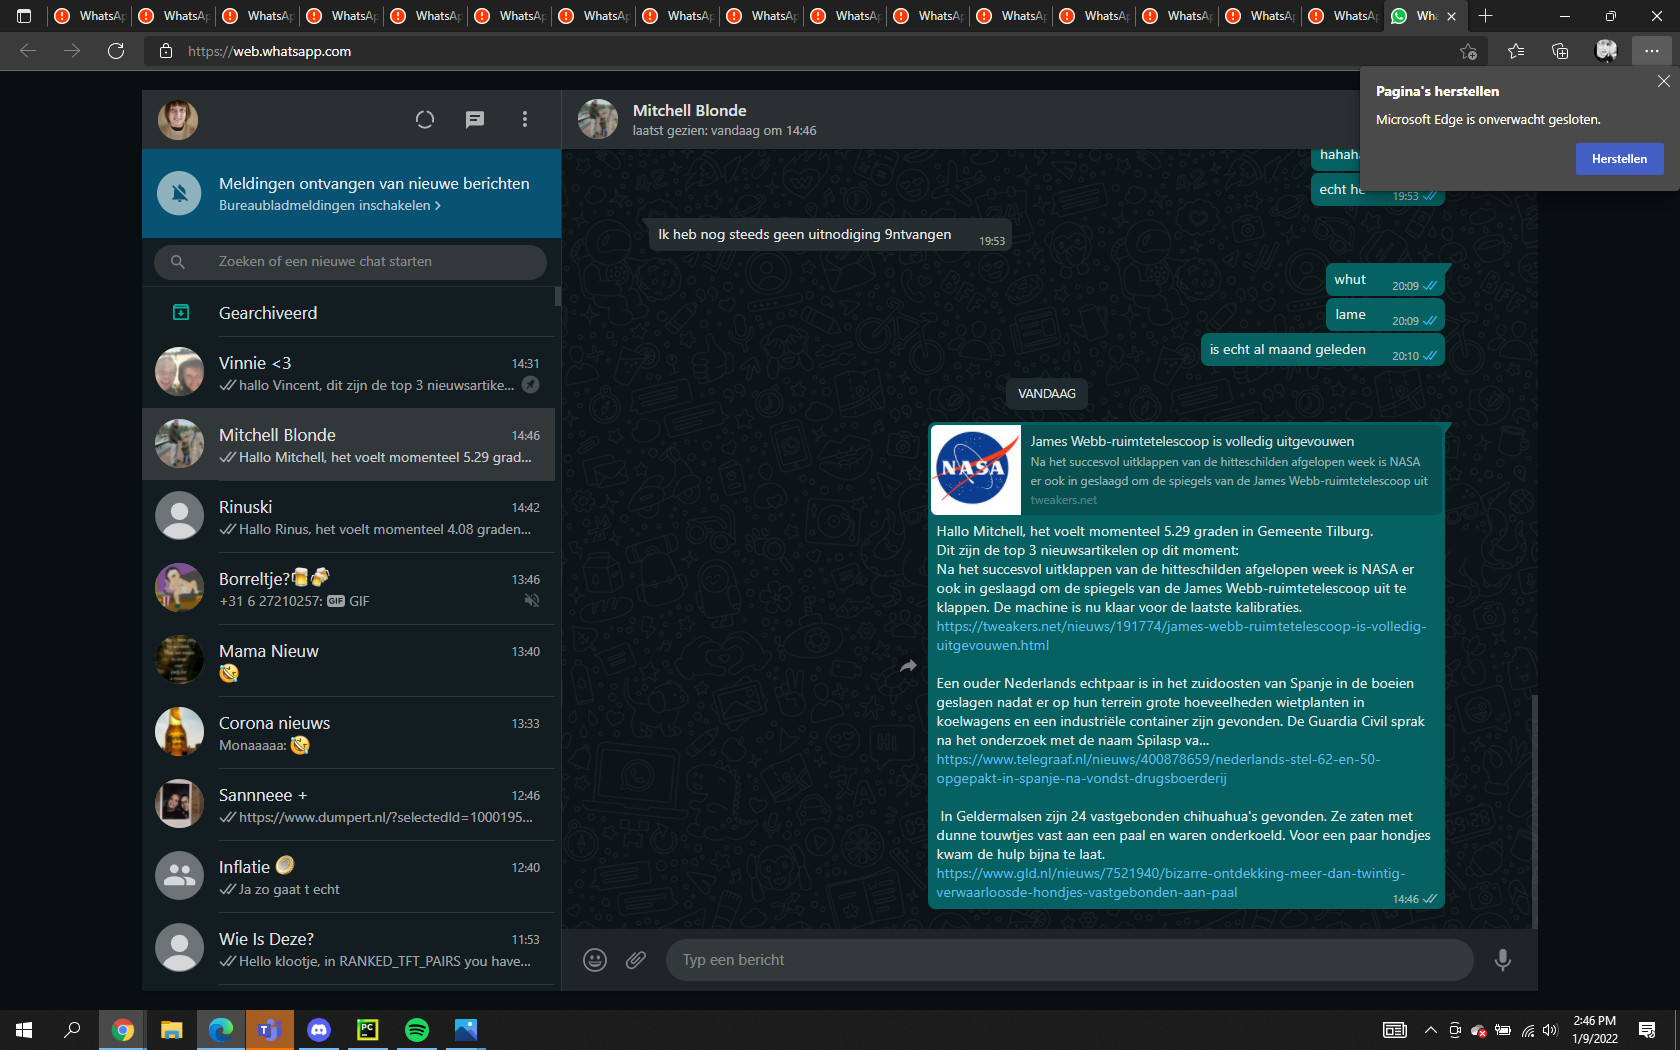 WhatsAp WhatsAp WhatsAp WhatsAp WhatsAp WhatsAp WhatsAp WhatsAp WhatsAp WhatsAp WhatsAp WhatsAp WhatsAp WhatsAp WhatsAp WhatsAp Wh
https://web.whatsapp.com
Pagina's herstellen
Microsoft Edge is onverwacht gesloten.
Herstellen
Meldingen ontvangen van nieuwe berichten
Bureaubladmeldingen inschakelen >
Zoeken of een nieuwe chat starten
Gearchiveerd
Vinnie <3 14:31
hallo Vincent, dit zijn de top 3 nieuwsartike...
Mitchell Blonde 14:46
Hallo Mitchell, het voelt momenteel 5.29 grad...
Rinuski 14:42
Hallo Rinus, het voelt momenteel 4.08 graden...
Borreltje?🍻🥂 13:46
+31 6 27210257: GIF GIF
Mama Nieuw 13:40
🤣
Corona nieuws 13:33
Monaaaaa: 🤣
Sannneee + 12:46
https://www.dumpert.nl/?selectedId=1000195...
Inflatie 🪙 12:40
Ja zo gaat t echt
Wie Is Deze? 11:53
Hello klootje, in RANKED_TFT_PAIRS you have...
Mitchell Blonde
laatst gezien: vandaag om 14:46
hahaha
echt he 19:53
Ik heb nog steeds geen uitnodiging 9ntvangen 19:53
whut 20:09
lame 20:09
is echt al maand geleden 20:10
VANDAAG
NASA
James Webb-ruimtetelescoop is volledig uitgevouwen
Na het succesvol uitklappen van de hitteschilden afgelopen week is NASA
er ook in geslaagd om de spiegels van de James Webb-ruimtetelescoop uit
tweakers.net
Hallo Mitchell, het voelt momenteel 5.29 graden in Gemeente Tilburg.
Dit zijn de top 3 nieuwsartikelen op dit moment:
Na het succesvol uitklappen van de hitteschilden afgelopen week is NASA er
ook in geslaagd om de spiegels van de James Webb-ruimtetelescoop uit te
klappen. De machine is nu klaar voor de laatste kalibraties.
https://tweakers.net/nieuws/191774/james-webb-ruimtetelescoop-is-volledig-
uitgevouwen.html
Een ouder Nederlands echtpaar is in het zuidoosten van Spanje in de boeien
geslagen nadat er op hun terrein grote hoeveelheden wietplanten in
koelwagens en een industriële container zijn gevonden. De Guardia Civil sprak
na het onderzoek met de naam Spilasp va...
https://www.telegraaf.nl/nieuws/400878659/nederlands-stel-62-en-50-
opgepakt-in-spanje-na-vondst-drugsboerderij
In Geldermalsen zijn 24 vastgebonden chihuahua's gevonden. Ze zaten met
dunne touwtjes vast aan een paal en waren onderkoeld. Voor een paar hondjes
kwam de hulp bijna te laat.
https://www.gld.nl/nieuws/7521940/bizarre-ontdekking-meer-dan-twintig-
verwaarloosde-hondjes-vastgebonden-aan-paal
14:46
Typ een bericht
2:46 PM
1/9/2022